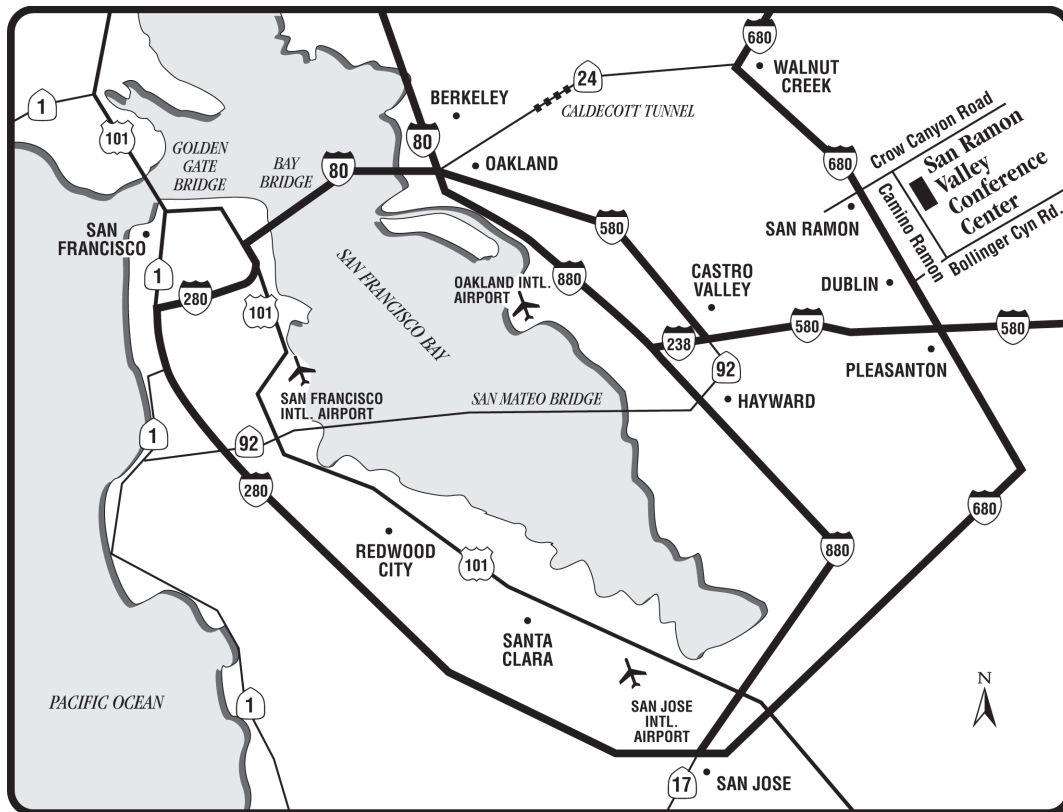 680
WALNUT
CREEK
24
CALDECOTT TUNNEL
BERKELEY
1
101
GOLDEN
GATE
BRIDGE
BAY
BRIDGE
80
80
OAKLAND
680
Crow Canyon Road
San Ramon
Valley
Conference
Center
Camino Ramon
Bollinger Cyn Rd.
SAN RAMON
SAN
FRANCISCO
1
280
101
SAN FRANCISCO BAY
580
OAKLAND INTL.
AIRPORT
880
CASTRO
VALLEY
DUBLIN
238
580
580
PLEASANTON
92
HAYWARD
SAN FRANCISCO
INTL. AIRPORT
SAN MATEO BRIDGE
1
92
280
680
REDWOOD
CITY
101
880
SANTA
CLARA
PACIFIC OCEAN
1
SAN JOSE
INTL.
AIRPORT
N
17
SAN JOSE